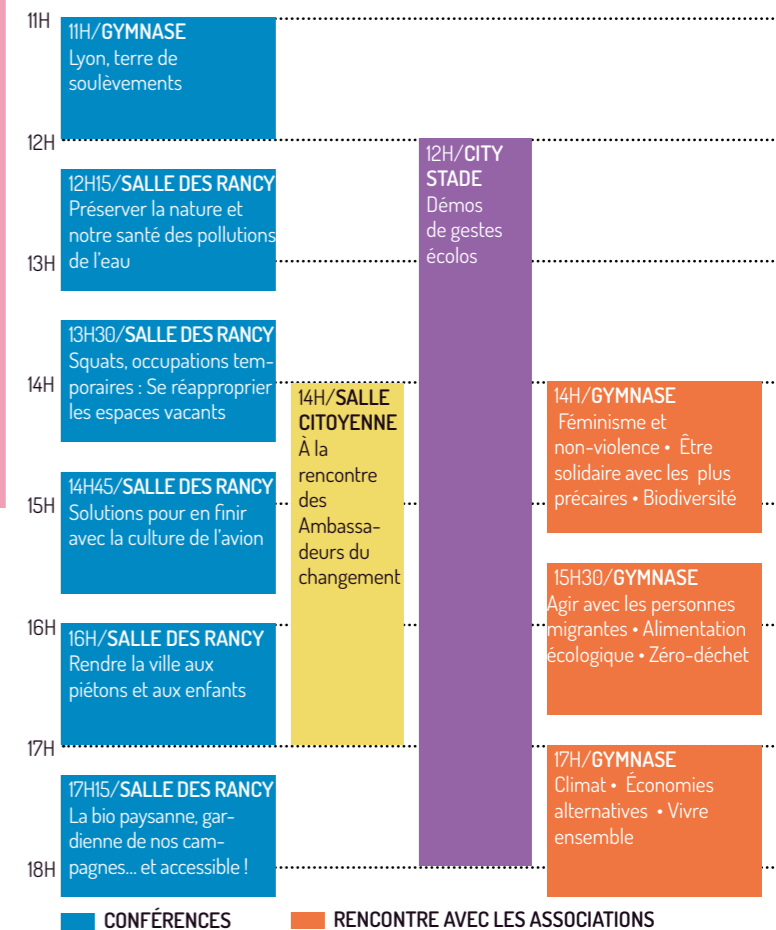 11H
11H/GYMNASE
Lyon, terre de
soulèvements
12H
12H15/SALLE DES RANCY
Préserver la nature et
notre santé des pollutions
de l'eau
13H
13H30/SALLE DES RANCY
Squats, occupations tem-
poraires : Se réapproprier
les espaces vacants
14H
14H45/SALLE DES RANCY
Solutions pour en finir
avec la culture de l'avion
15H
16H
16H/SALLE DES RANCY
Rendre la ville aux
piétons et aux enfants
17H
17H15/SALLE DES RANCY
La bio paysanne, gar-
dienne de nos cam-
pagnes... et accessible !
18H
14H/SALLE
CITOYENNE
À la
rencontre
des
Ambassa-
deurs du
changement
12H/CITY
STADE
Démos
de gestes
écolos
14H/GYMNASE
Féminisme et
non-violence • Être
solidaire avec les plus
précaires • Biodiversité
15H30/GYMNASE
Agir avec les personnes
migrantes • Alimentation
écologique • Zéro-déchet
17H/GYMNASE
Climat • Économies
alternatives • Vivre
ensemble
CONFÉRENCES
RENCONTRE AVEC LES ASSOCIATIONS